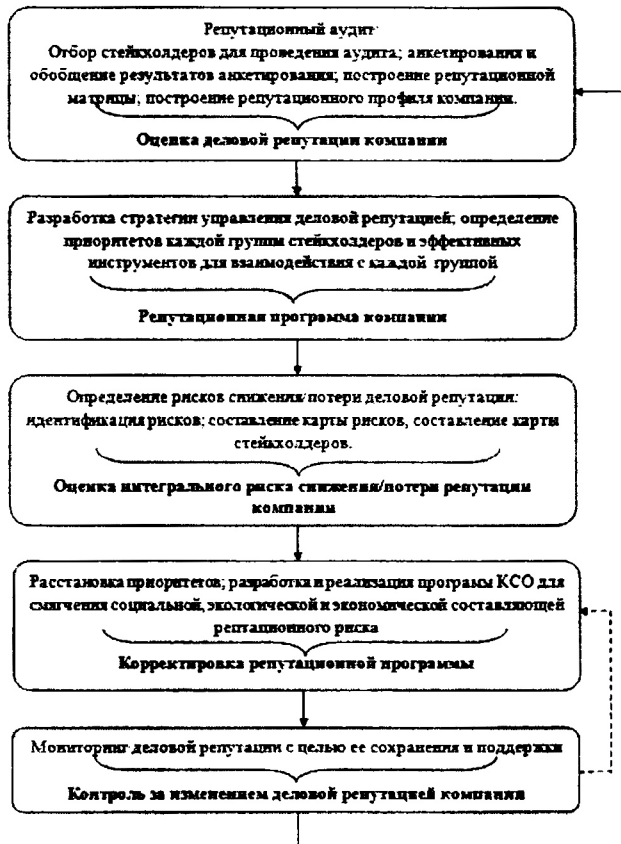 Репутационный аудит:
Отбор стейкхолдеров для проведения аудита; анкетирования и
обобщение результатов анкетирования; построение репутационной
матрицы; построение репутационного профиля компании.
Оценка деловой репутации компании
Разработка стратегии управления деловой репутацией; определение
приоритетов каждой группы стейкхолдеров и эффективных
инструментов для взаимодействия с каждой группой
Репутационная программа компании
Определение рисков снижения/потери деловой репутация:
идентификация рисков; составление карты рисков, составление карты
стейкхолдеров.
Оценка интегрального риска снижения/потери репутации
компании
Расстановка приоритетов; разработка и реализация программ КСО для
смягчения социальной, экологической и экономической составляющей
рептационного риска
Корректировка репутационной программы
Мониторинг деловой репутации с целью ее сохранения и поддержки
Контроль за изменением деловой репутацией компании